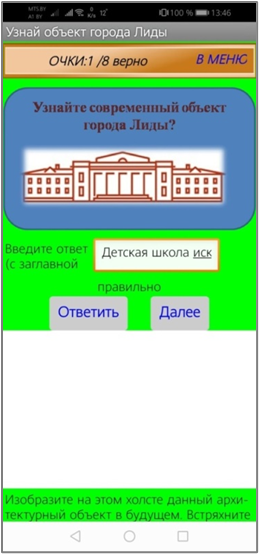 MTS.BY
A1 BY
0
K/s
12°
100 %
13:46
Узнай объект города Лиды
ОЧКИ:1 /8 верно
В МЕНЮ
Узнайте современный объект
города Лиды?
Введите ответ
(с заглавной
Детская школа иск
правильно
Ответить
Далее
Изобразите на этом холсте данный архи-
тектурный объект в будущем. Встряхните